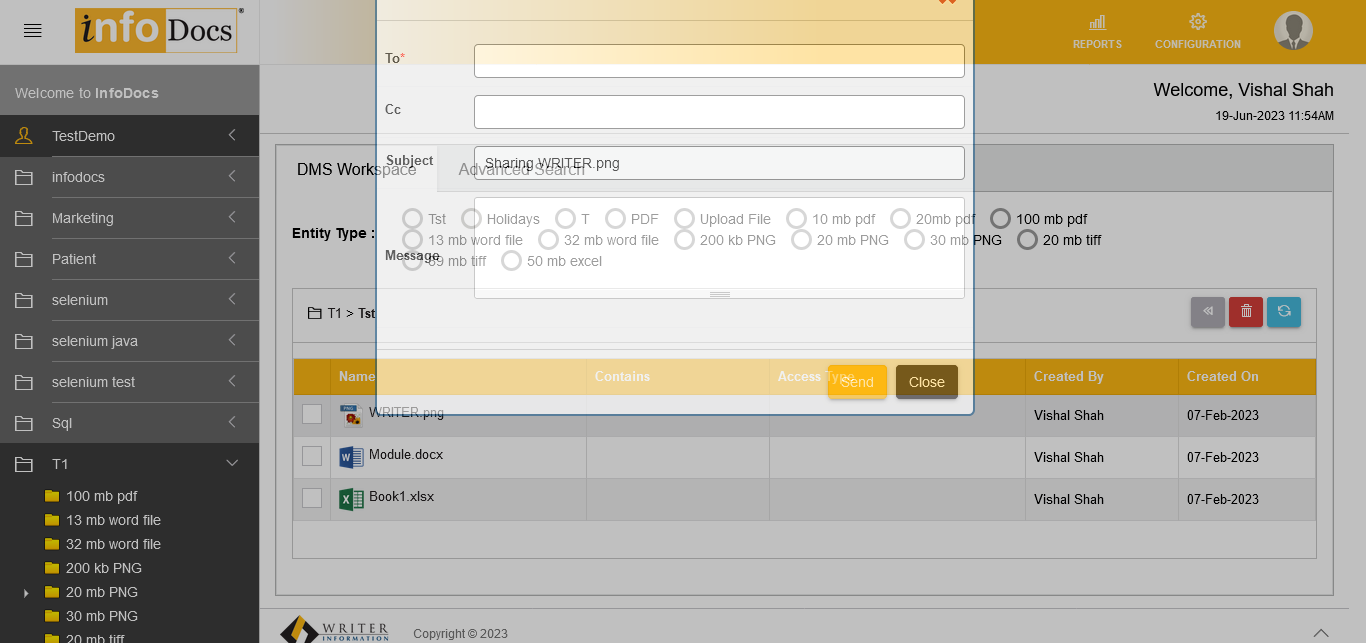 info Docs
REPORTS
CONFIGURATION
Welcome to InfoDocs
Welcome, Vishal Shah
19-Jun-2023 11:54AM
TestDemo
infodocs
Marketing
Patient
selenium
selenium java
selenium test
Sql
T1
100 mb pdf
13 mb word file
32 mb word file
200 kb PNG
20 mb PNG
30 mb PNG
20 mb tiff
To*
Cc
Subject
Sharing WRITER.png
Message
Send
Close
DMS Workspace
Advanced Search
Entity Type :
Tst Holidays T PDF Upload File 10 mb pdf 20mb pdf 100 mb pdf
13 mb word file 32 mb word file 200 kb PNG 20 mb PNG 30 mb PNG 20 mb tiff
89 mb tiff 50 mb excel
T1 > Tst
Name Contains Access Type Created By Created On
WRITER.png Vishal Shah 07-Feb-2023
Module.docx Vishal Shah 07-Feb-2023
Book1.xlsx Vishal Shah 07-Feb-2023
WRITER
INFORMATION
Copyright © 2023